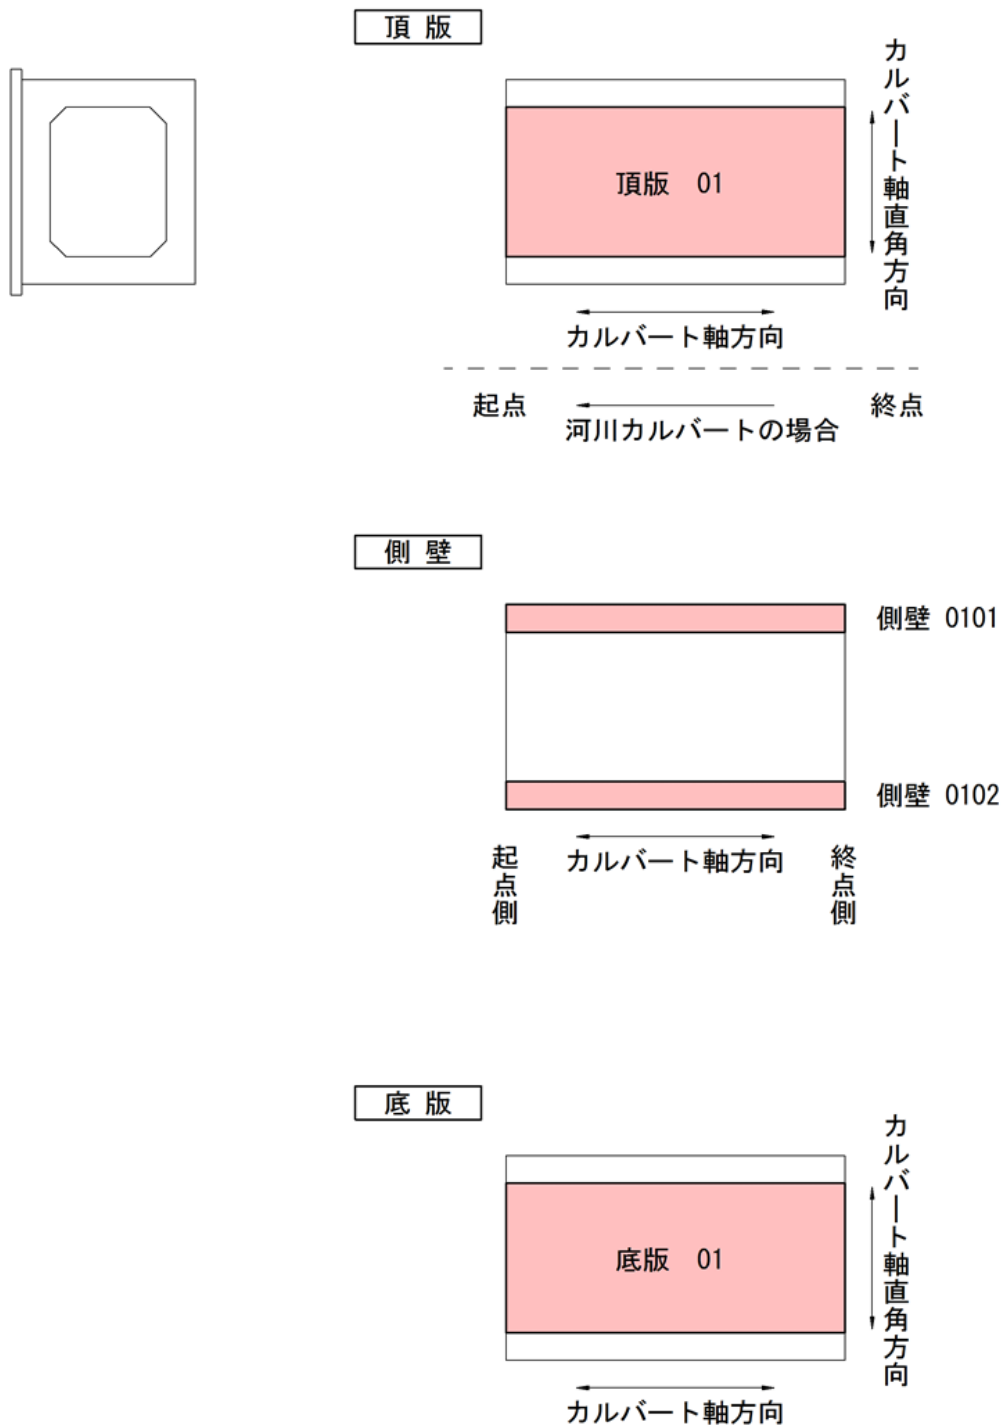 頂 版
頂版 01
カルバート軸直角方向
カルバート軸方向
起点
河川カルバートの場合
終点
側 壁
側壁 0101
側壁 0102
起点側
カルバート軸方向
終点側
底 版
底版 01
カルバート軸直角方向
カルバート軸方向